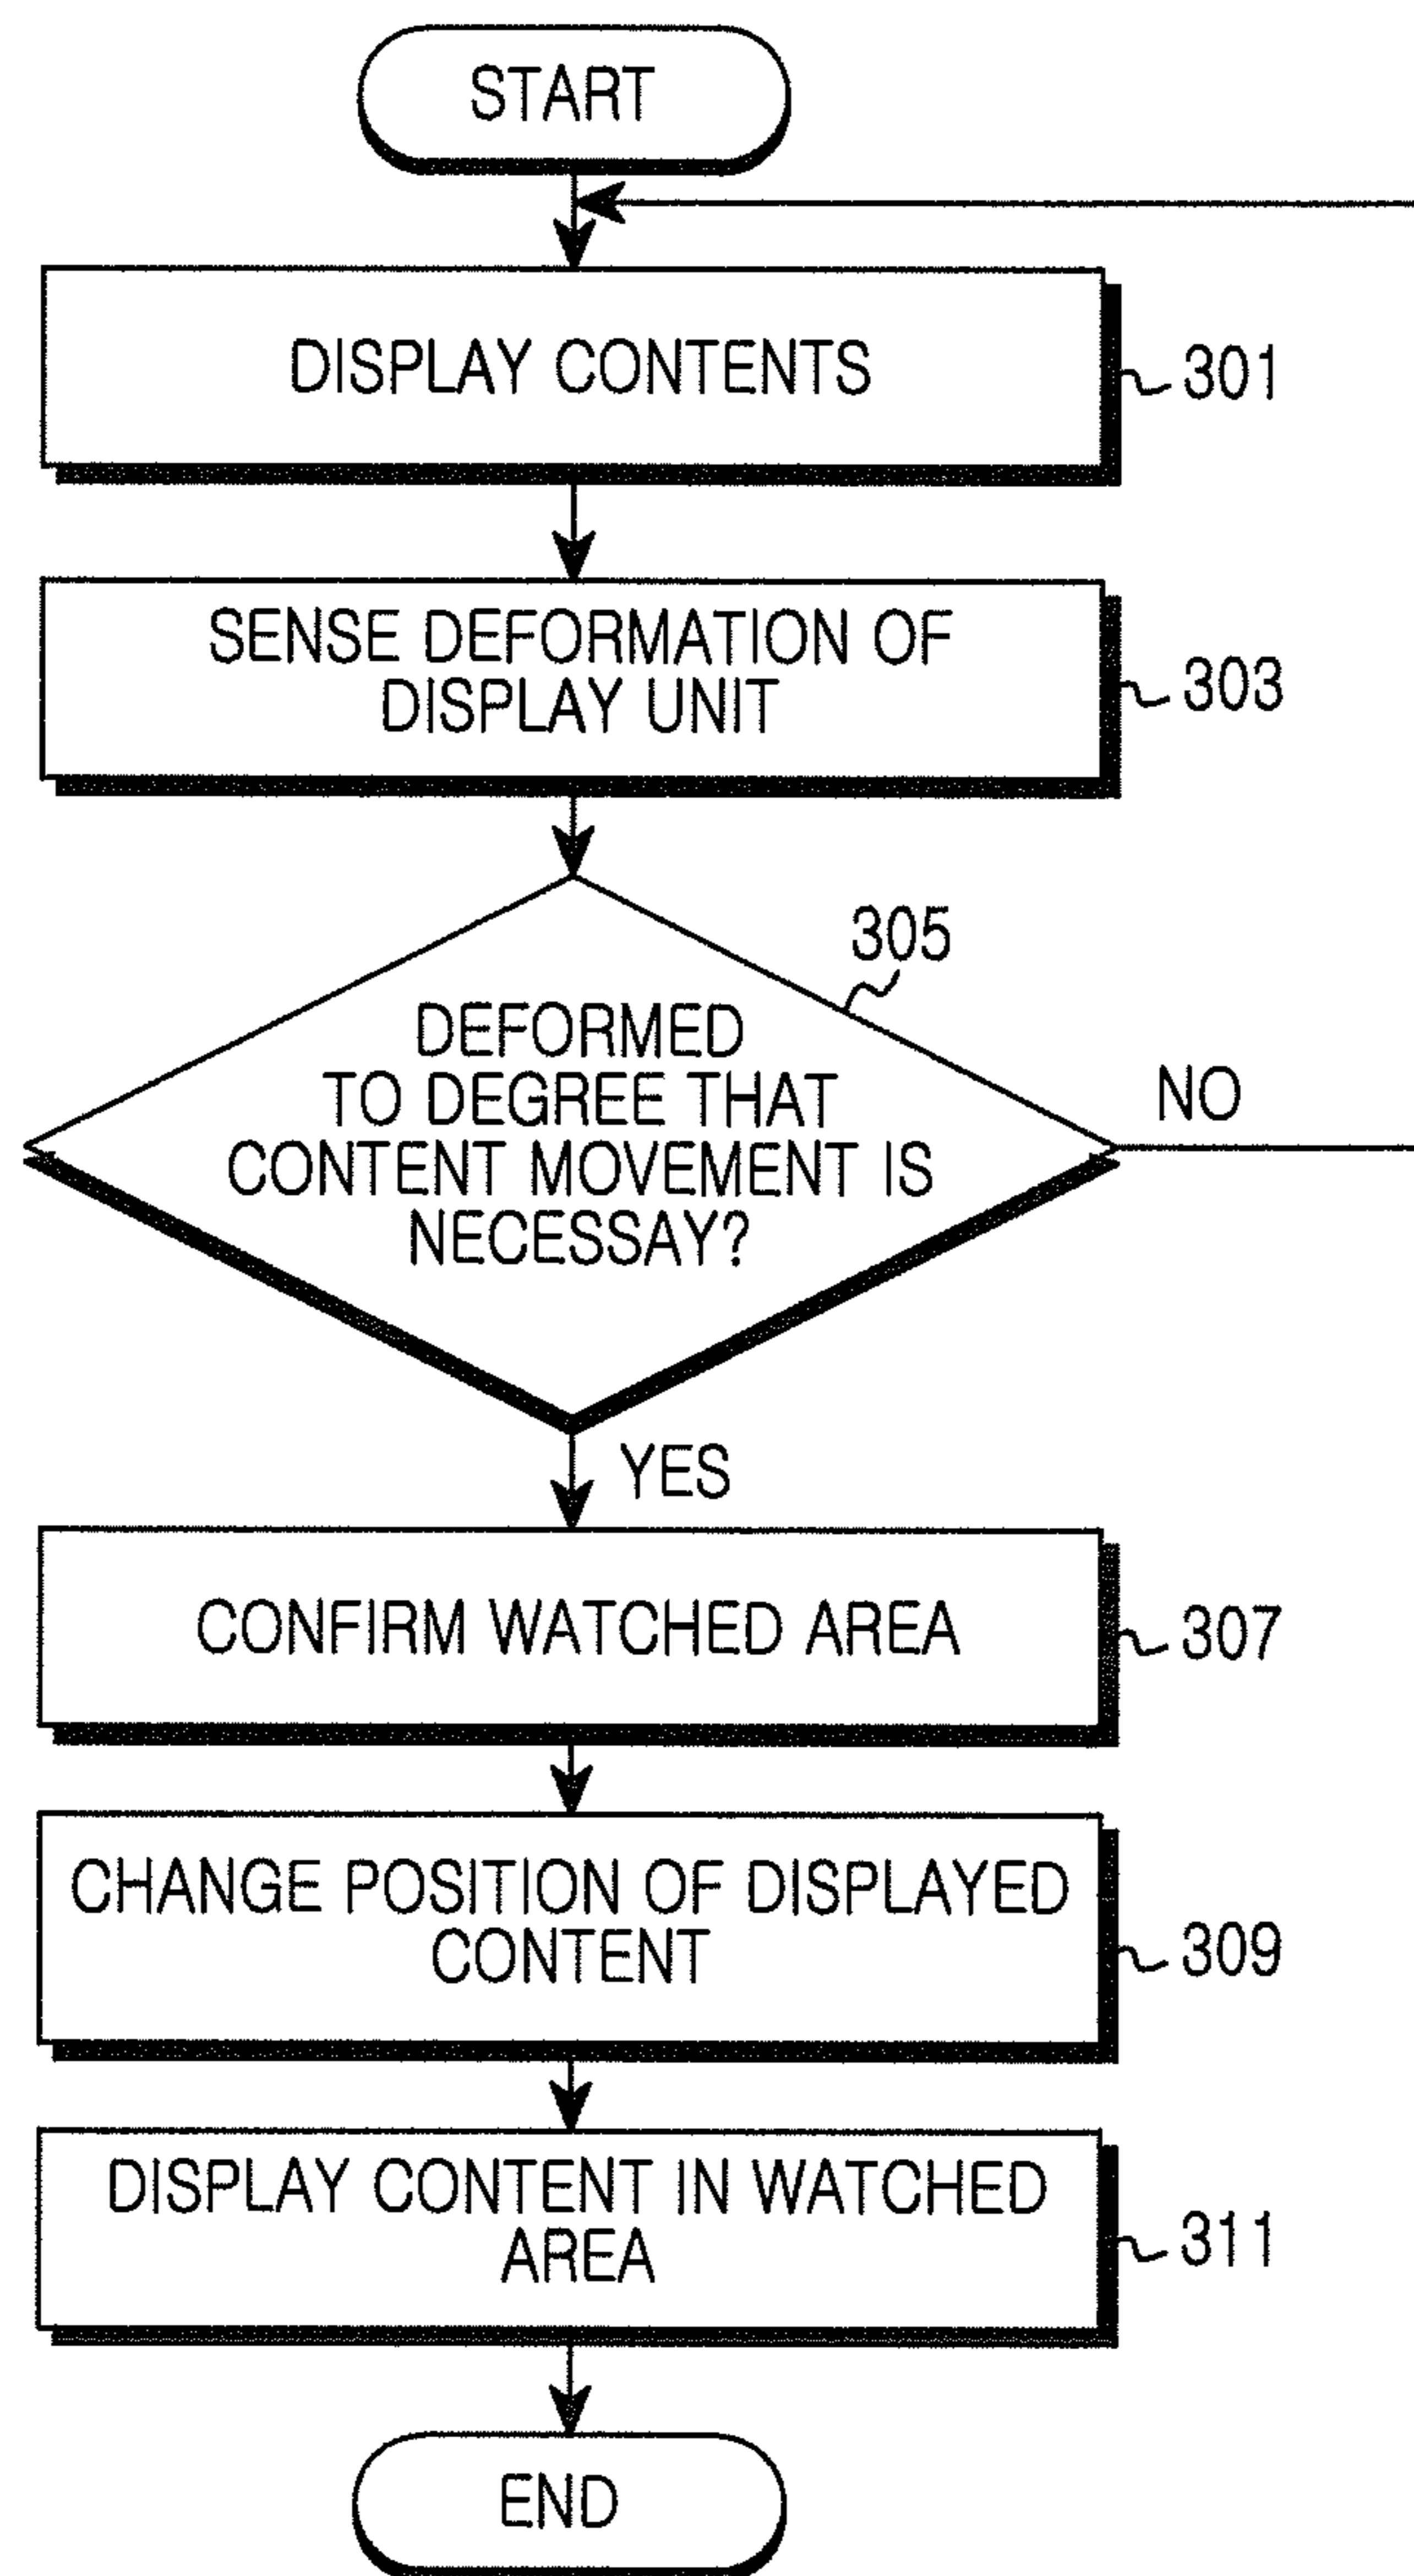 START
DISPLAY CONTENTS
301
SENSE DEFORMATION OF
DISPLAY UNIT
303
305
DEFORMED
TO DEGREE THAT
CONTENT MOVEMENT IS
NECESSAY?
NO
YES
CONFIRM WATCHED AREA
307
CHANGE POSITION OF DISPLAYED
CONTENT
309
DISPLAY CONTENT IN WATCHED
AREA
311
END